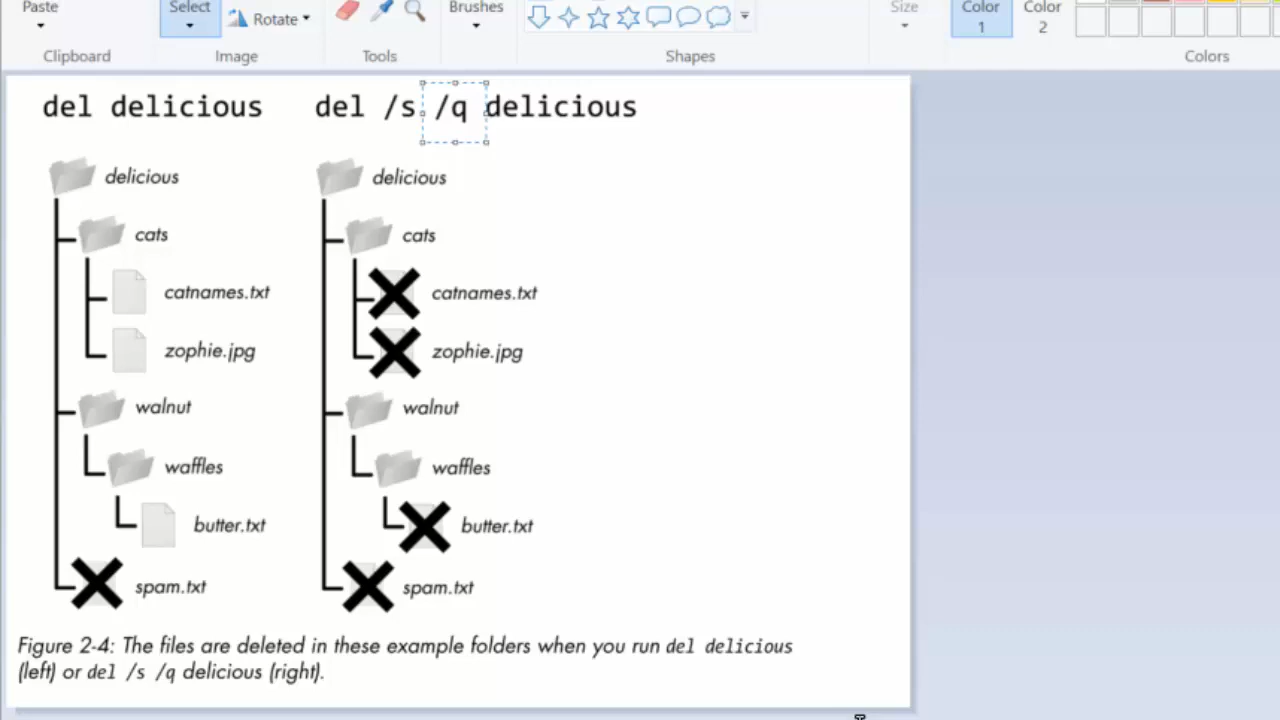 Paste
Select
Rotate
Brushes
Size
Color
1
Color
2
Clipboard
Image
Tools
Shapes
Colors
del delicious
del /s /q delicious
delicious
cats
catnames.txt
zophie.jpg
walnut
waffles
butter.txt
spam.txt
delicious
cats
catnames.txt
zophie.jpg
walnut
waffles
butter.txt
spam.txt
Figure 2-4: The files are deleted in these example folders when you run del delicious
(left) or del /s /q delicious (right).